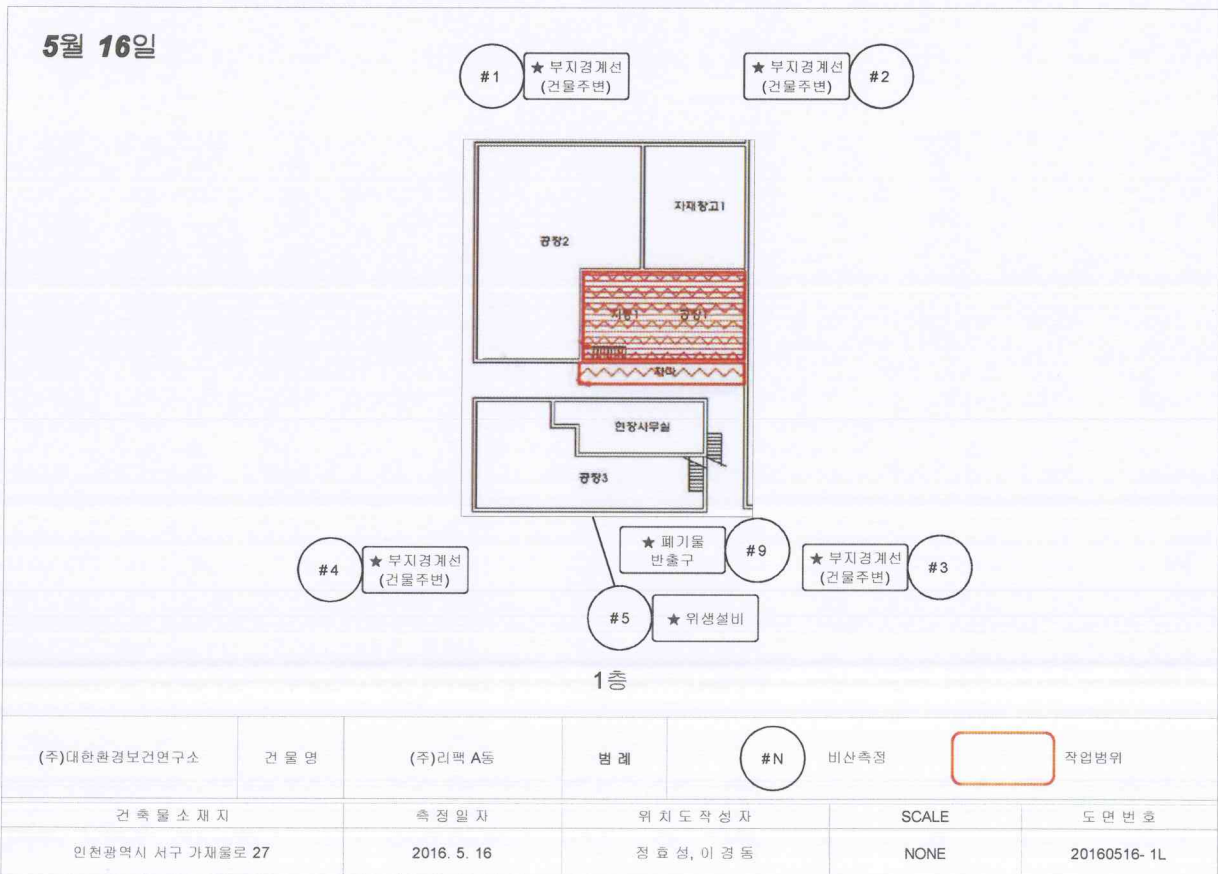 5월 16일
#1
★ 부지경계선
(건물주변)
★ 부지경계선
(건물주변)
#2
자재창고1
공장2
지붕1
공장1
처마
현장사무실
공장3
#4
★ 부지경계선
(건물주변)
★ 폐기물
반출구
#9
★ 부지경계선
(건물주변)
#3
#5
★ 위생설비
1층
(주)대한환경보건연구소
건 물 명
(주)리팩 A동
범 례
#N
비산측정
작업범위
건 축 물 소 재 지
측 정 일 자
위 치 도 작 성 자
SCALE
도 면 번 호
인천광역시 서구 가재울로 27
2016. 5. 16
정 효 성, 이 경 동
NONE
20160516- 1L